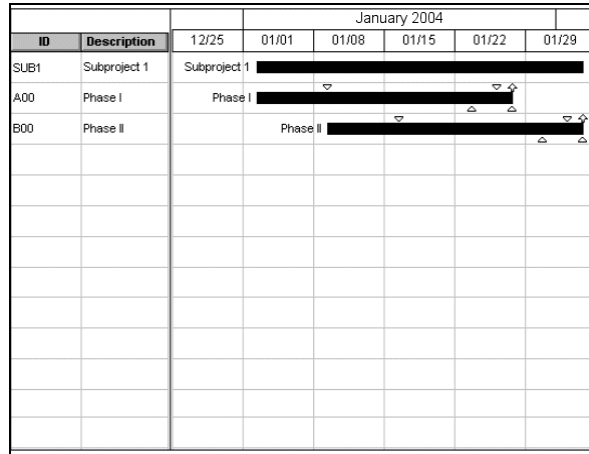 January 2004
ID Description 12/25 01/01 01/08 01/15 01/22 01/29
SUB1 Subproject 1 Subproject 1
A00 Phase I Phase I
B00 Phase II Phase II